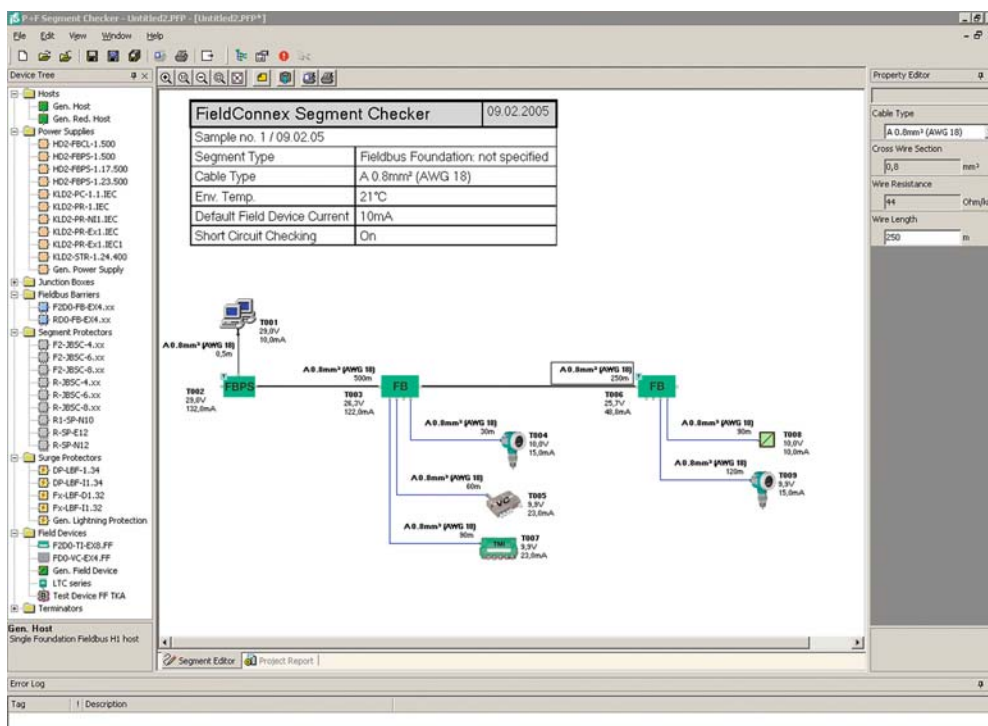 P+F Segment Checker - Untitled2.PFP - [Untitled2.PFP*]
File Edit View Window Help
Device Tree
Hosts
Gen. Host
Gen. Red. Host
Power Supplies
HD2-FBCL-1.500
HD2-FBPS-1.500
HD2-FBPS-1.17.500
HD2-FBPS-1.23.500
KLD2-PC-1.1.IEC
KLD2-PR-1.IEC
KLD2-PR-NI1.IEC
KLD2-PR-Ex1.IEC
KLD2-PR-Ex1.IEC1
KLD2-STR-1.24.400
Gen. Power Supply
Junction Boxes
Fieldbus Barriers
F2D0-FB-EX4.xx
RD0-FB-EX4.xx
Segment Protectors
F2-JBSC-4.xx
F2-JBSC-6.xx
F2-JBSC-8.xx
R-JBSC-4.xx
R-JBSC-6.xx
R-JBSC-8.xx
R1-SP-N10
R-SP-E12
R-SP-N12
Surge Protectors
DP-LBF-1.34
DP-LBF-I1.34
Fx-LBF-D1.32
Fx-LBF-I1.32
Gen. Lightning Protection
Field Devices
F2D0-TI-EX8.FF
FD0-VC-EX4.FF
Gen. Field Device
LTC series
Test Device FF TKA
Terminators
Gen. Host
Single Foundation Fieldbus H1 host
FieldConnex Segment Checker 09.02.2005
Sample no. 1 / 09.02.05
Segment Type Fieldbus Foundation: not specified
Cable Type A 0.8mm² (AWG 18)
Env. Temp. 21°C
Default Field Device Current 10mA
Short Circuit Checking On
T001
29,0V
10,0mA
A 0.8mm² (AWG 18)
0,5m
FBPS
T002
29,0V
132,0mA
A 0.8mm² (AWG 18)
500m
FB
T003
26,3V
122,0mA
A 0.8mm² (AWG 18)
250m
FB
T006
25,7V
40,0mA
A 0.8mm² (AWG 18)
30m
T004
10,0V
15,0mA
A 0.8mm² (AWG 18)
60m
VC
T005
9,9V
23,0mA
A 0.8mm² (AWG 18)
90m
TMI
T007
9,9V
23,0mA
A 0.8mm² (AWG 18)
90m
T008
10,0V
10,0mA
A 0.8mm² (AWG 18)
120m
T009
9,9V
15,0mA
Segment Editor Project Report
Property Editor
Cable Type
A 0.8mm² (AWG 18)
Cross Wire Section
0,8 mm²
Wire Resistance
44
Wire Length
250 m
Error Log
Tag ! Description